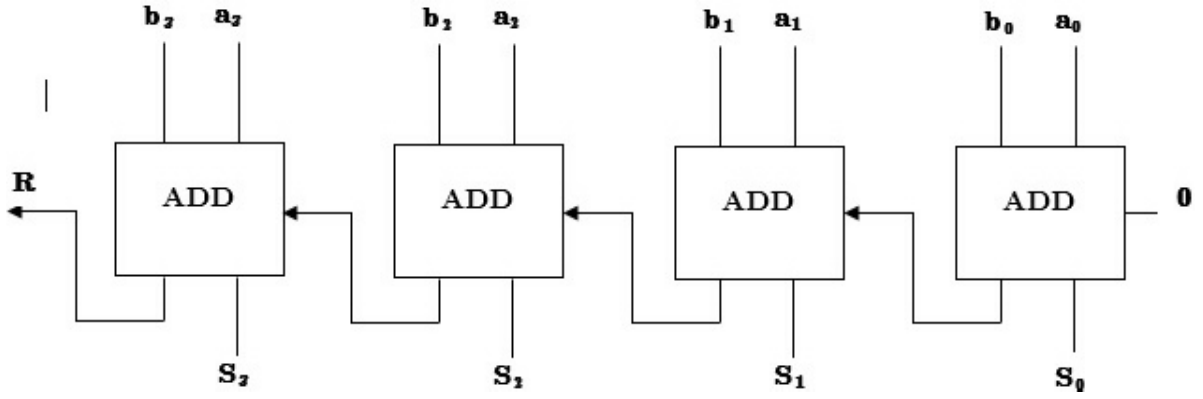 b₃ a₃ b₂ a₂ b₁ a₁ b₀ a₀
R ADD ADD ADD ADD 0
S₃ S₂ S₁ S₀